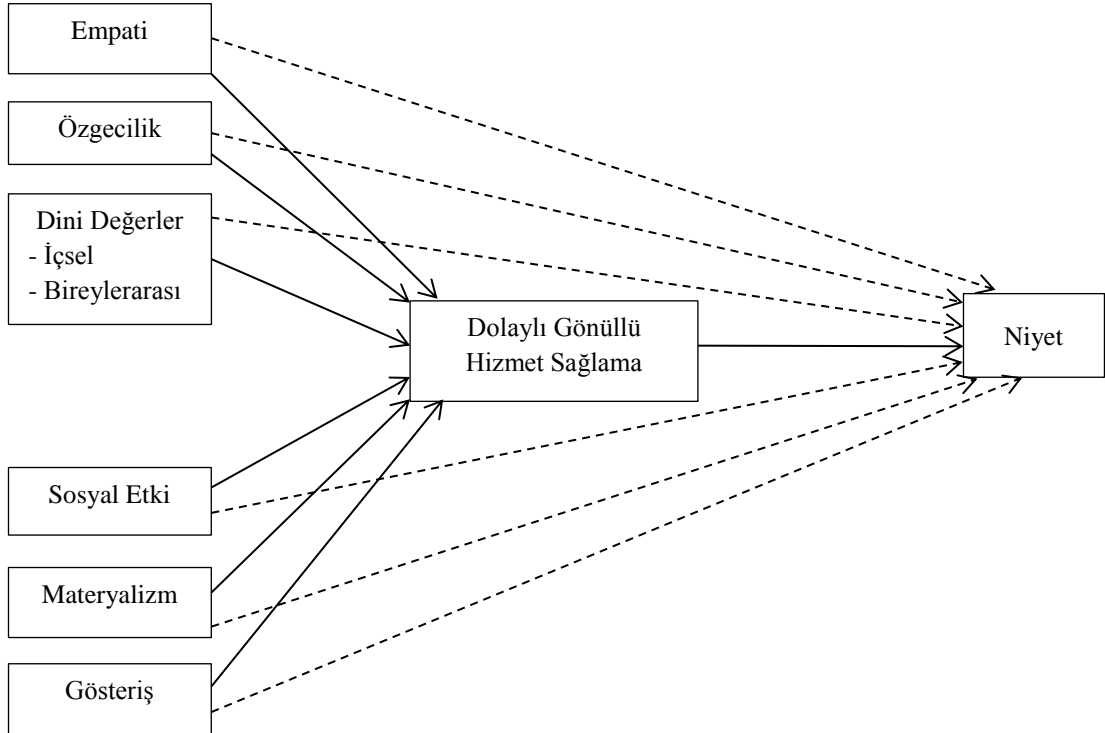 Empati
Özgecilik
Dini Değerler
- İçsel
- Bireylerarası
Dolaylı Gönüllü
Hizmet Sağlama
Niyet
Sosyal Etki
Materyalizm
Gösteriş